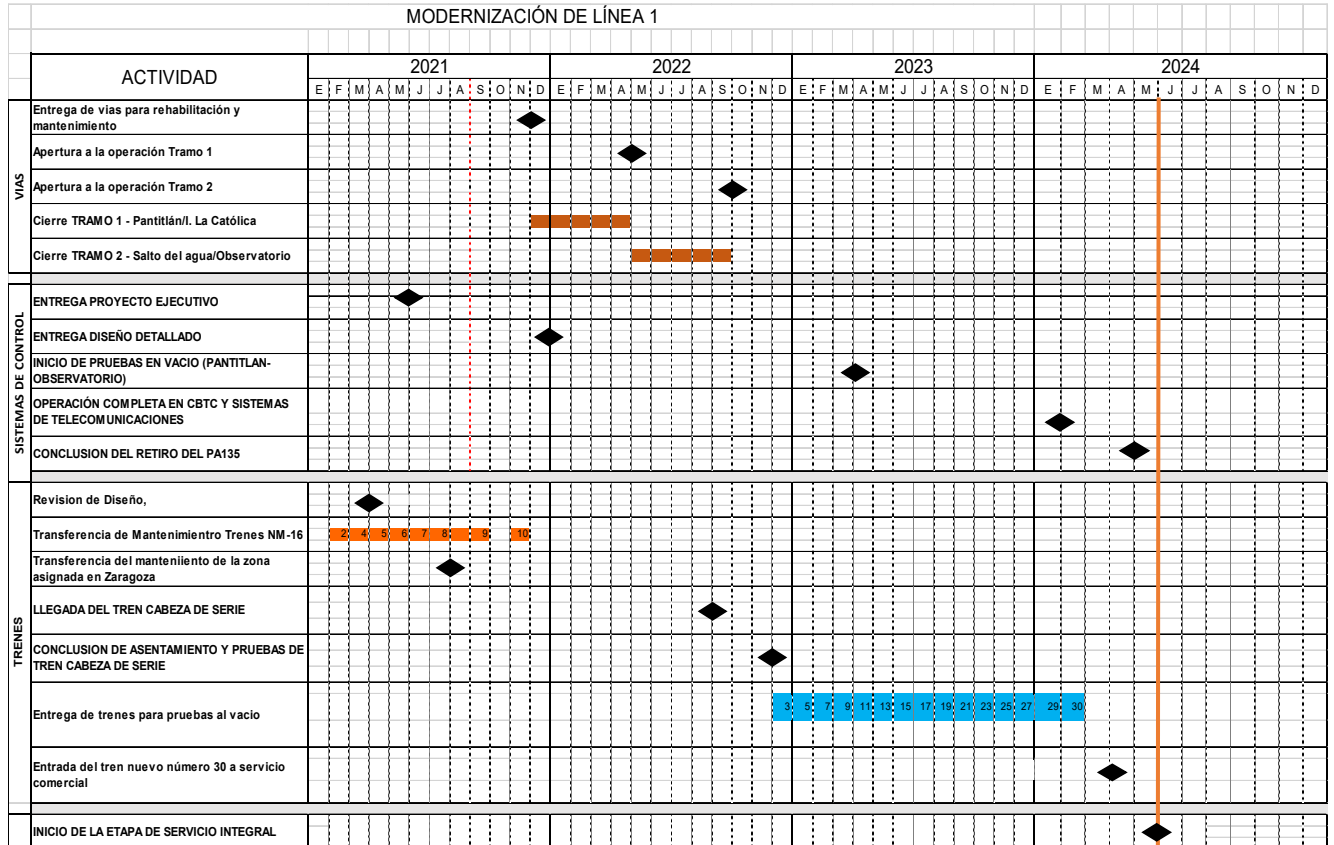 MODERNIZACIÓN DE LÍNEA 1
ACTIVIDAD
2021
2022
2023
2024
E F M A M J J A S O N D E F M A M J J A S O N D E F M A M J J A S O N D E F M A M J J A S O N D
VIAS
Entrega de vias para rehabilitación y
mantenimiento
Apertura a la operación Tramo 1
Apertura a la operación Tramo 2
Cierre TRAMO 1 - Pantitlán/I. La Católica
Cierre TRAMO 2 - Salto del agua/Observatorio
SISTEMAS DE CONTROL
ENTREGA PROYECTO EJECUTIVO
ENTREGA DISEÑO DETALLADO
INICIO DE PRUEBAS EN VACIO (PANTITLAN-
OBSERVATORIO)
OPERACIÓN COMPLETA EN CBTC Y SISTEMAS
DE TELECOMUNICACIONES
CONCLUSION DEL RETIRO DEL PA135
TRENES
Revision de Diseño,
Transferencia de Mantenimientro Trenes NM-16
2 4 5 6 7 8 9 10
Transferencia del manteniiento de la zona
asignada en Zaragoza
LLEGADA DEL TREN CABEZA DE SERIE
CONCLUSION DE ASENTAMIENTO Y PRUEBAS DE
TREN CABEZA DE SERIE
Entrega de trenes para pruebas al vacio
3 5 7 9 11 13 15 17 19 21 23 25 27 29 30
Entrada del tren nuevo número 30 a servicio
comercial
INICIO DE LA ETAPA DE SERVICIO INTEGRAL